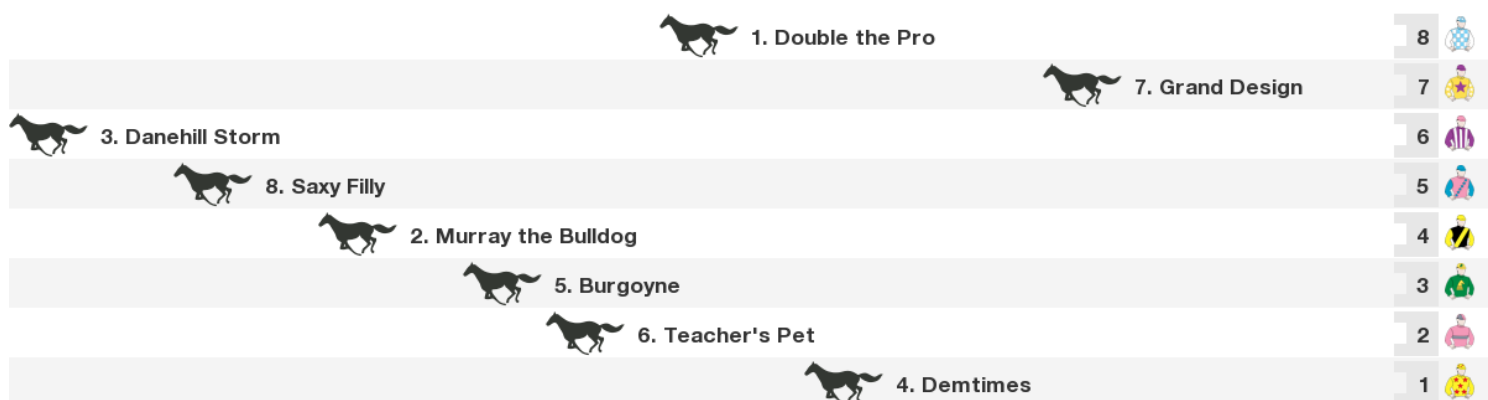 1. Double the Pro 8
7. Grand Design 7
3. Danehill Storm 6
8. Saxy Filly 5
2. Murray the Bulldog 4
5. Burgoyne 3
6. Teacher's Pet 2
4. Demtimes 1